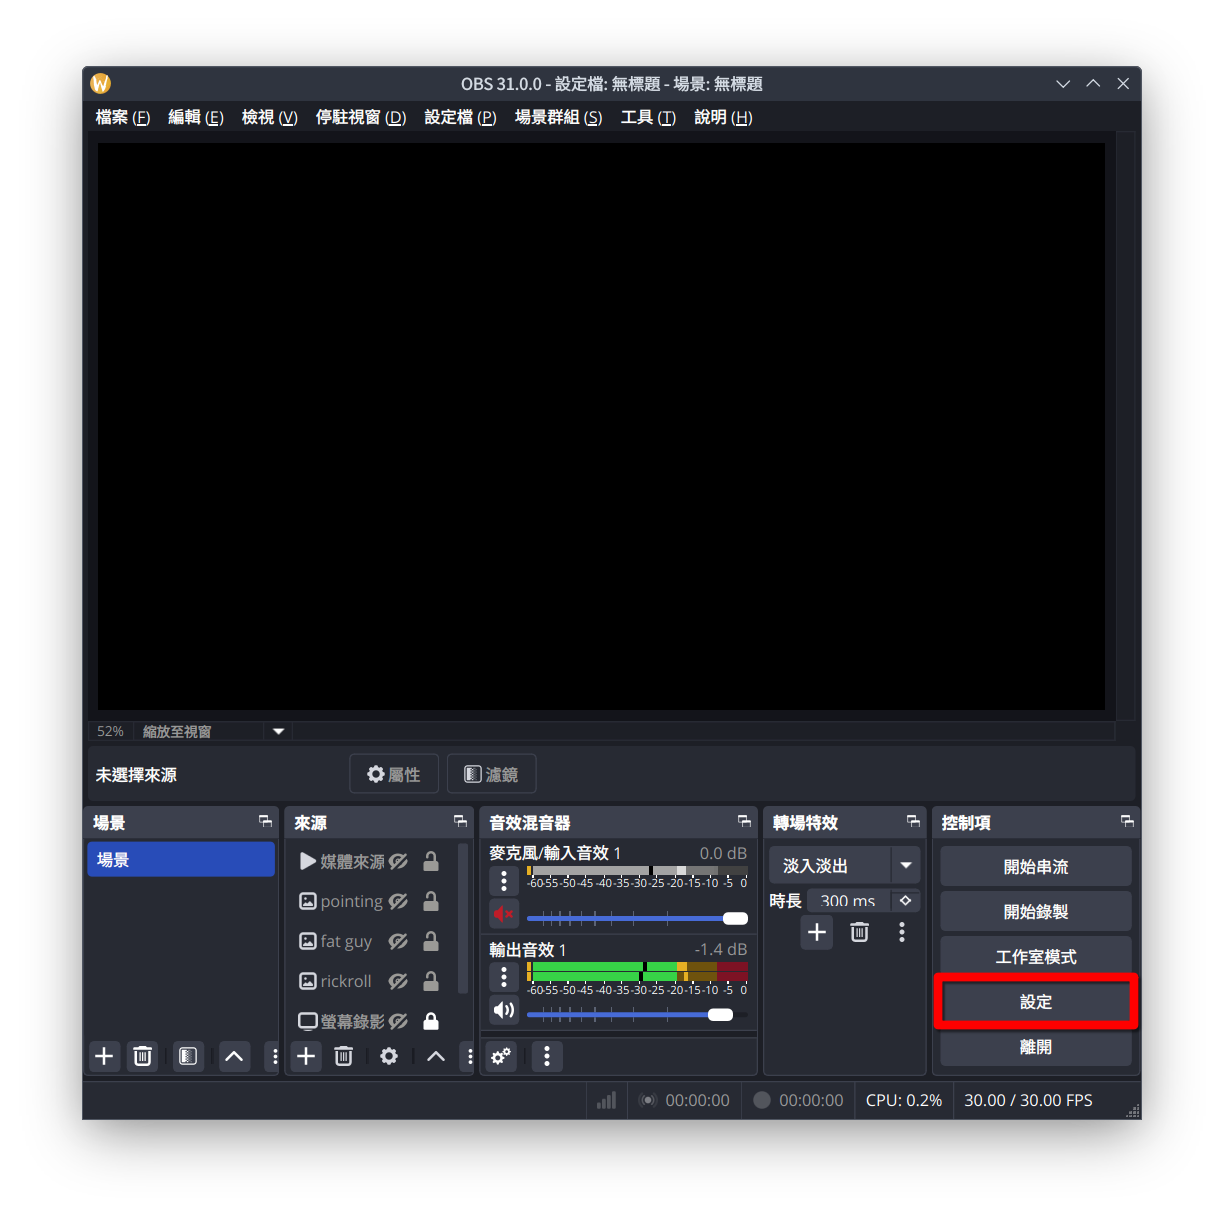 OBS 31.0.0 - 設定檔: 無標題 - 場景: 無標題
檔案 (F) 編輯 (E) 檢視 (V) 停駐視窗 (D) 設定檔 (P) 場景群組 (S) 工具 (T) 說明 (H)
52% 縮放至視窗
未選擇來源 屬性 濾鏡
場景
場景
來源
媒體來源
pointing
fat guy
rickroll
螢幕錄影
音效混音器
麥克風/輸入音效 1 0.0 dB
-60 -55 -50 -45 -40 -35 -30 -25 -20 -15 -10 -5 0
輸出音效 1 -1.4 dB
-60 -55 -50 -45 -40 -35 -30 -25 -20 -15 -10 -5 0
轉場特效
淡入淡出
時長 300 ms
控制項
開始串流
開始錄製
工作室模式
設定
離開
00:00:00 00:00:00 CPU: 0.2% 30.00 / 30.00 FPS